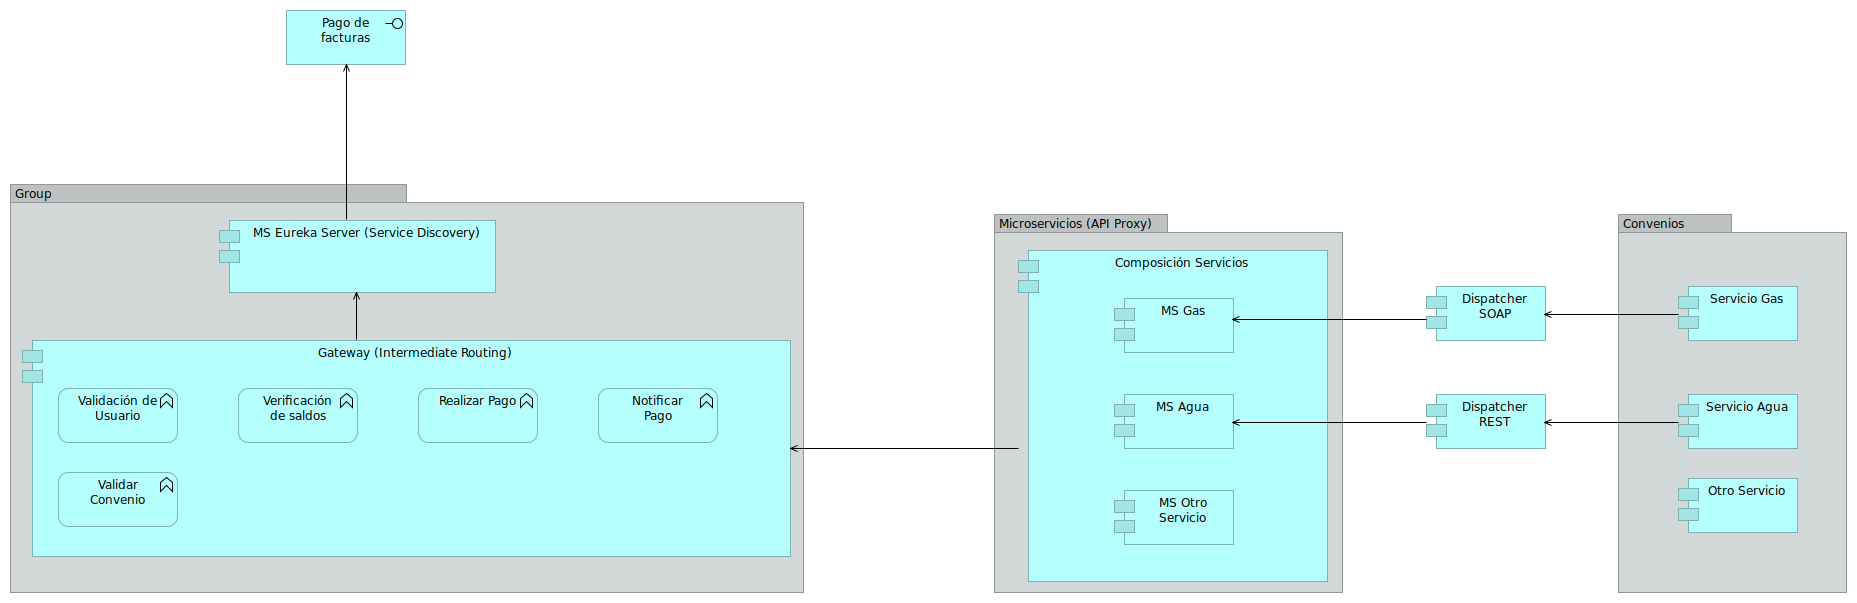 Pago de
facturas
Group
MS Eureka Server (Service Discovery)
Gateway (Intermediate Routing)
Validación de
Usuario
Verificación
de saldos
Realizar Pago
Notificar
Pago
Validar
Convenio
Microservicios (API Proxy)
Composición Servicios
MS Gas
MS Agua
MS Otro
Servicio
Dispatcher
SOAP
Dispatcher
REST
Convenios
Servicio Gas
Servicio Agua
Otro Servicio